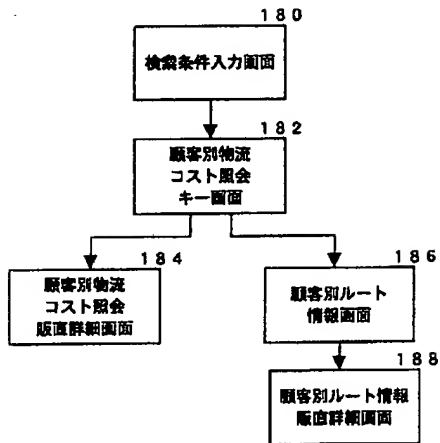 180
検索条件入力画面
182
顧客別物流
コスト照会
キー画面
184
顧客別物流
コスト照会
販直詳細画面
186
顧客別ルート
情報画面
188
顧客別ルート情報
販直詳細画面